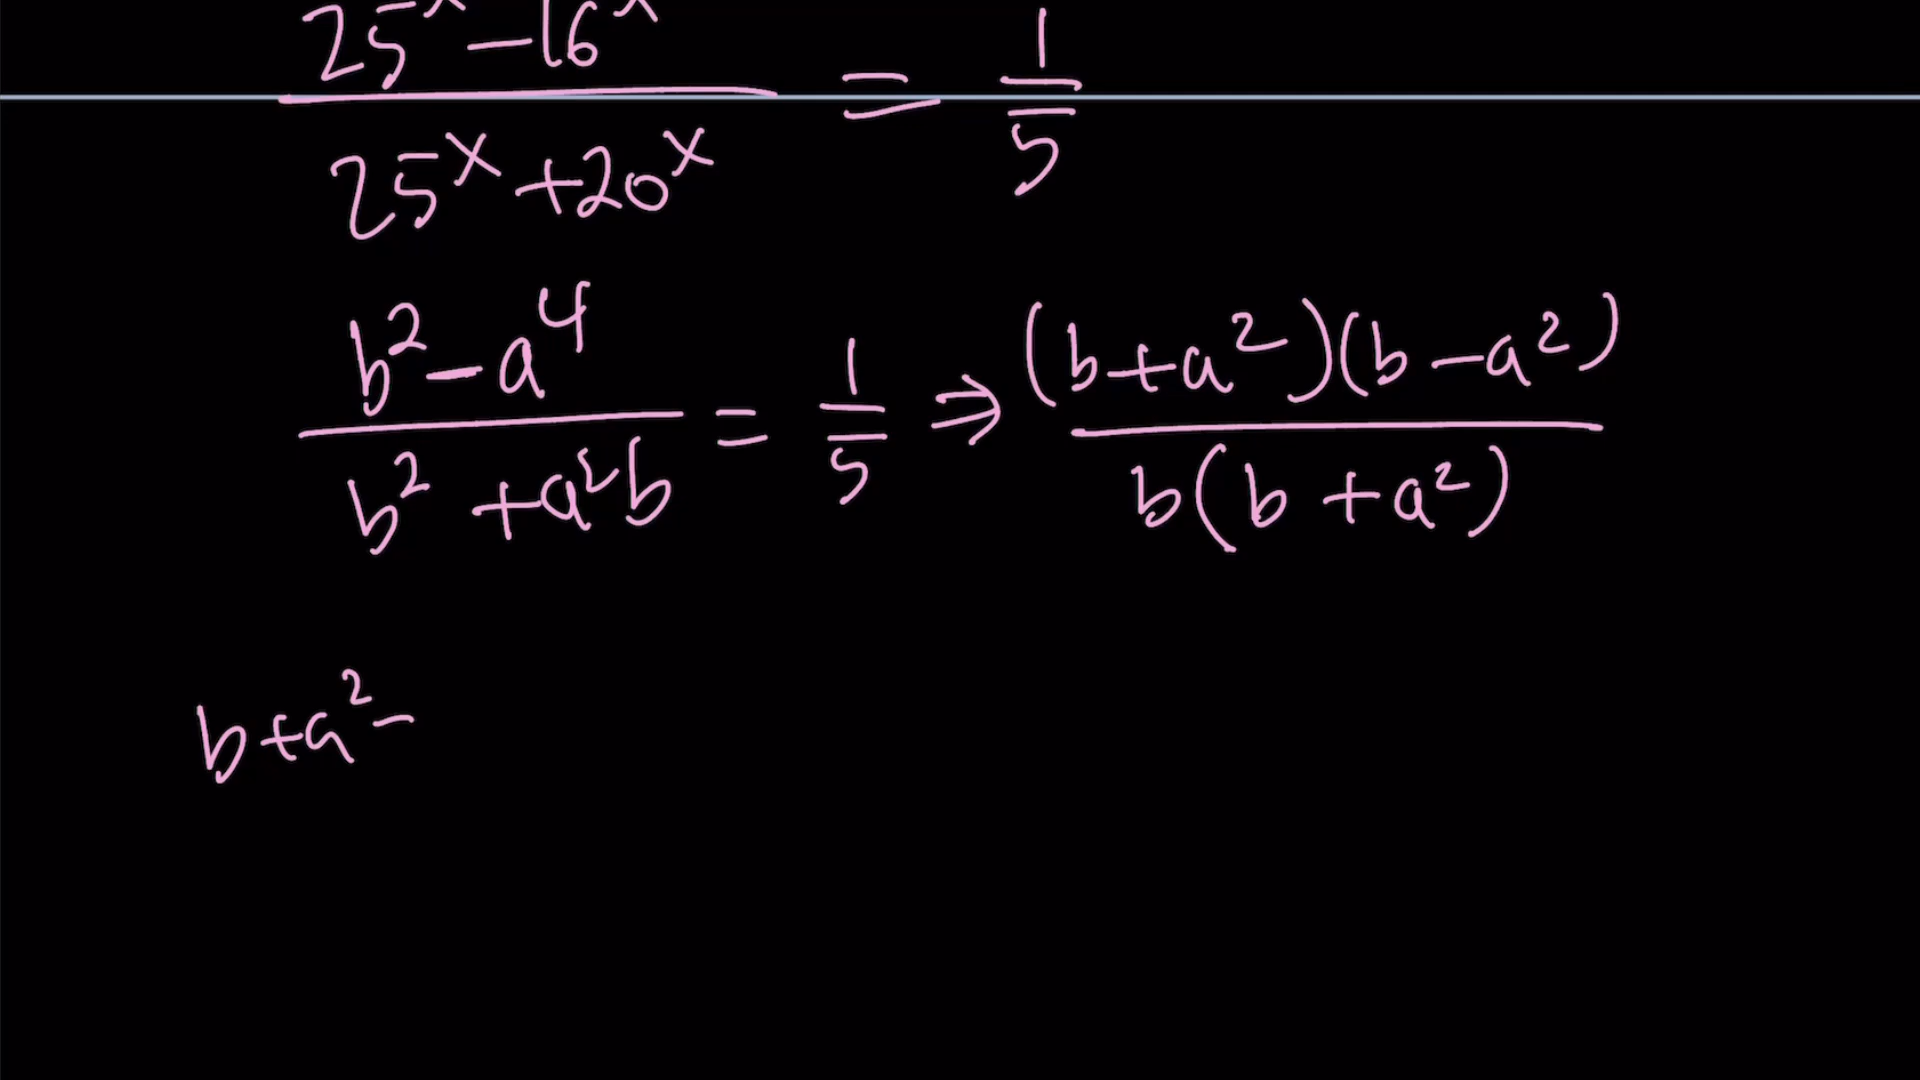 25^x - 16^x / 25^x + 20^x = 1/5
b² - a⁴ / b² + a²b = 1/5 ⇒ (b + a²)(b - a²) / b(b + a²)
b + a² -